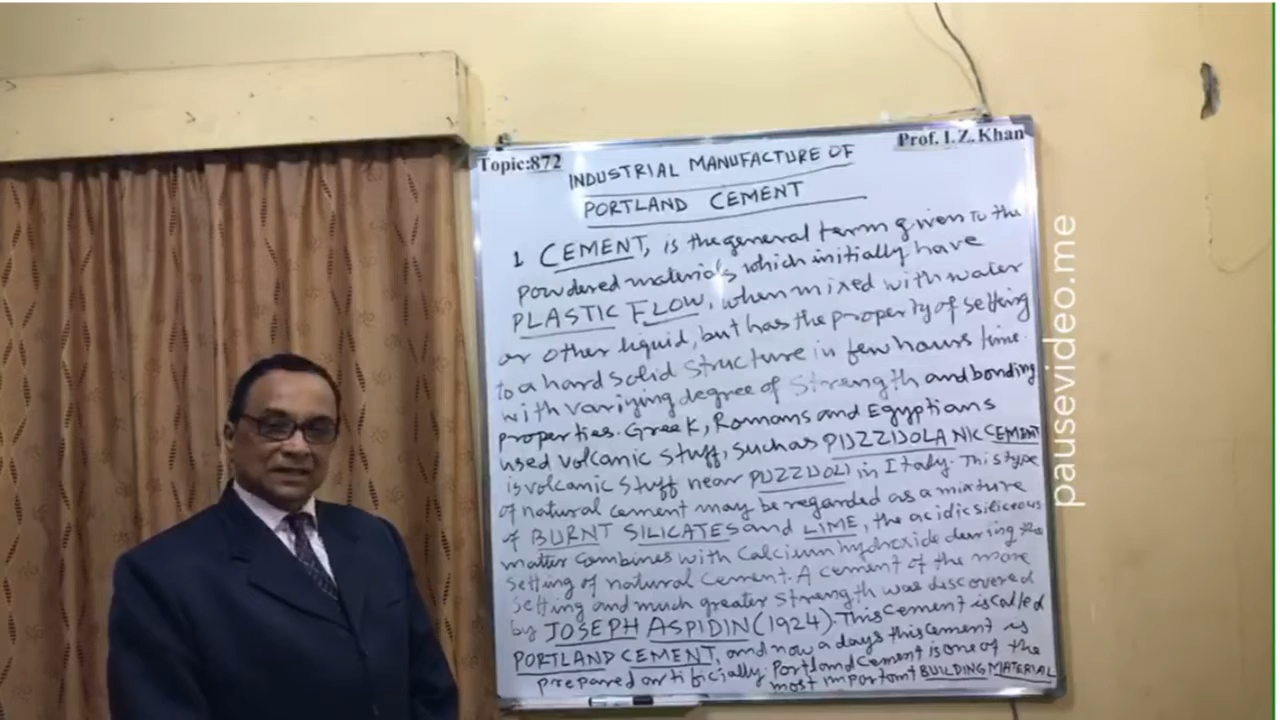 Topic:872
Prof. I. Z. Khan
INDUSTRIAL MANUFACTURE OF
PORTLAND CEMENT
1 CEMENT, is the general term given to the
powdered materials which initially have
PLASTIC FLOW, when mixed with water
or other liquid, but has the property of setting
to a hard solid structure in few hours time
with variying degree of strength and bonding
properties. Greek, Romans and Egyptians
used volcanic stuff, such as PUZZUOLANIC CEMENT
is volcanic stuff near PUZZUOLI in Italy. This type
of natural cement may be regarded as a mixture
of BURNT SILICATES and LIME, the acidic silicrous
matter combines with calcium hydroxide during the
setting of natural cement. A cement of the more
setting and much greater strength was discovered
by JOSEPH ASPIDIN (1924). This cement is called
PORTLAND CEMENT, and now a days this cement is
prepared artificially. Portland cement is one of the
most important BUILDING MATERIAL
pausevideo.me